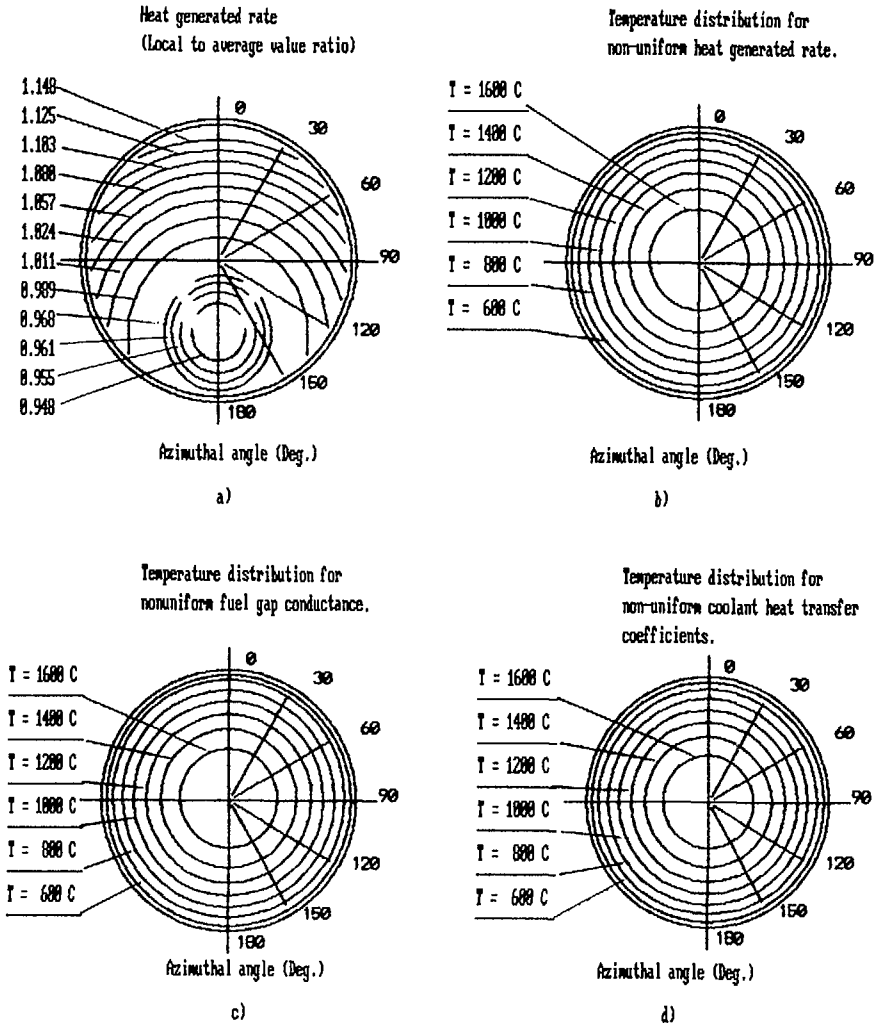 Heat generated rate
(Local to average value ratio)
1.148
1.125
1.103
1.080
1.057
1.024
1.011
0.989
0.968
0.961
0.955
0.948
0
30
60
90
120
150
180
Azimuthal angle (Deg.)
a)
Temperature distribution for
non-uniform heat generated rate.
T = 1600 C
T = 1400 C
T = 1200 C
T = 1000 C
T = 800 C
T = 600 C
0
30
60
90
120
150
180
Azimuthal angle (Deg.)
b)
Temperature distribution for
nonuniform fuel gap conductance.
T = 1600 C
T = 1400 C
T = 1200 C
T = 1000 C
T = 800 C
T = 600 C
0
30
60
90
120
150
180
Azimuthal angle (Deg.)
c)
Temperature distribution for
non-uniform coolant heat transfer
coefficients.
T = 1600 C
T = 1400 C
T = 1200 C
T = 1000 C
T = 800 C
T = 600 C
0
30
60
90
120
150
180
Azimuthal angle (Deg.)
d)